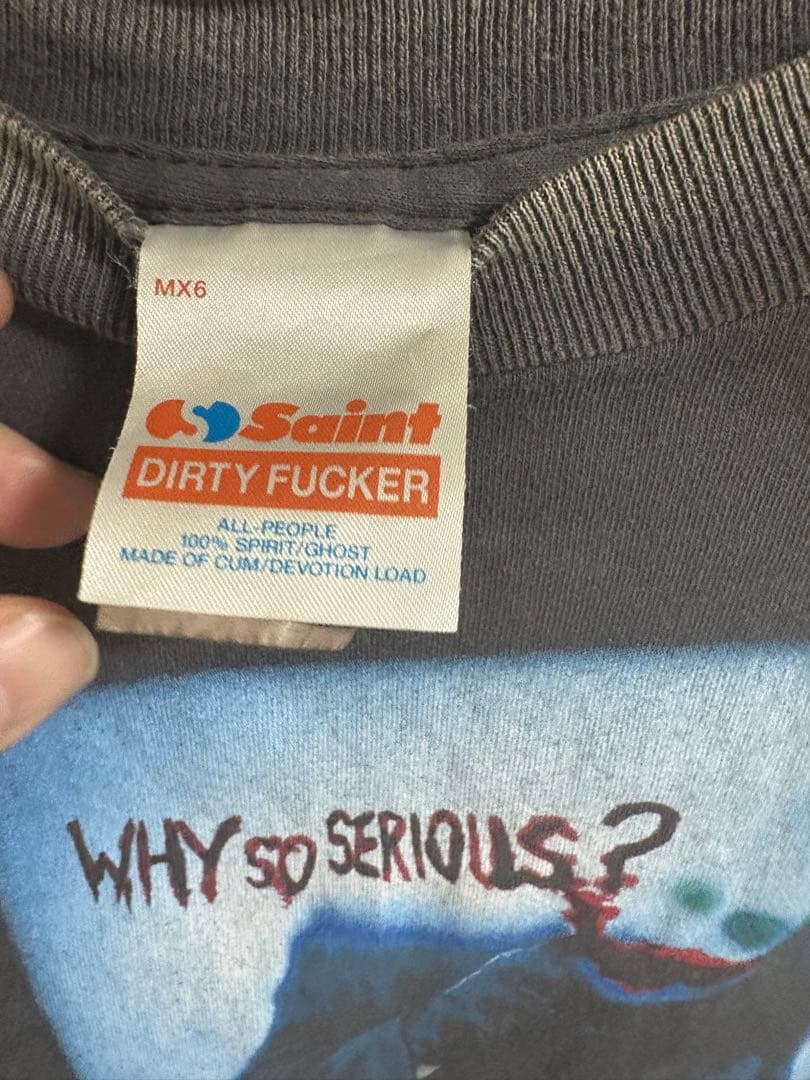 MX6
Saint
DIRTY FUCKER
ALL-PEOPLE
100% SPIRIT/GHOST
MADE OF CUM/DEVOTION LOAD
WHY SO SERIOUS?